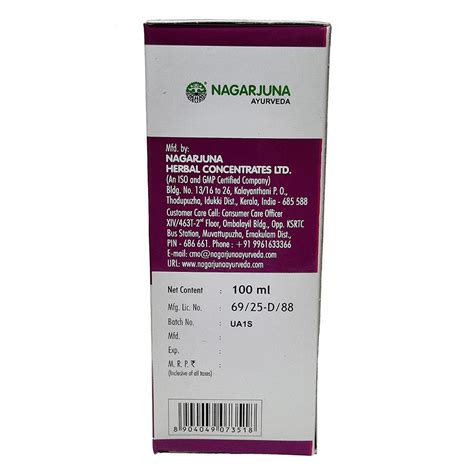 NAGARJUNA
AYURVEDA
Mfd. by:
NAGARJUNA
HERBAL CONCENTRATES LTD.
(An ISO and GMP Certified Company)
Bldg. No. 13/16 to 26, Kalayanthani P. O.,
Thodupuzha, Idukki Dist., Kerala, India - 685 588
Customer Care Cell: Consumer Care Officer
XIV/463T-2nd Floor, Ombalayil Bldg., Opp. KSRTC
Bus Station, Muvattupuzha, Ernakulam Dist.,
PIN - 686 661. Phone : +91 9961633366
E-mail: cmo@nagarjunaayurveda.com
URL: www.nagarjunaayurveda.com
Net Content : 100 ml
Mfg. Lic. No. : 69/25-D/88
Batch No. : UA1S
Mfd. :
Exp. :
M. R. P. ₹ :
(Inclusive of all taxes)
8 904049 073518